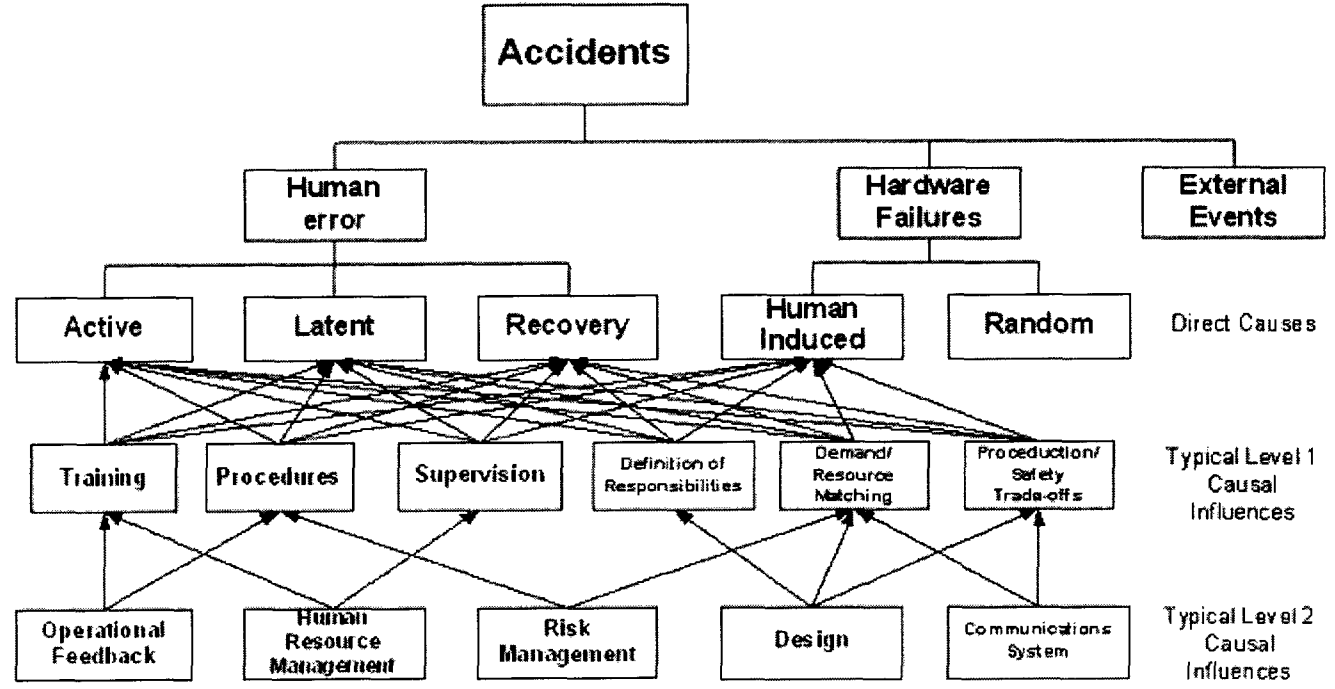 Accidents
Human
error
Hardware
Failures
External
Events
Active
Latent
Recovery
Human
Induced
Random
Direct Causes
Training
Procedures
Supervision
Definition of
Responsibilities
Demand/
Resource
Matching
Proceduction/
Safety
Trade-offs
Typical Level 1
Causal
Influences
Operational
Feedback
Human
Resource
Management
Risk
Management
Design
Communications
System
Typical Level 2
Causal
Influences